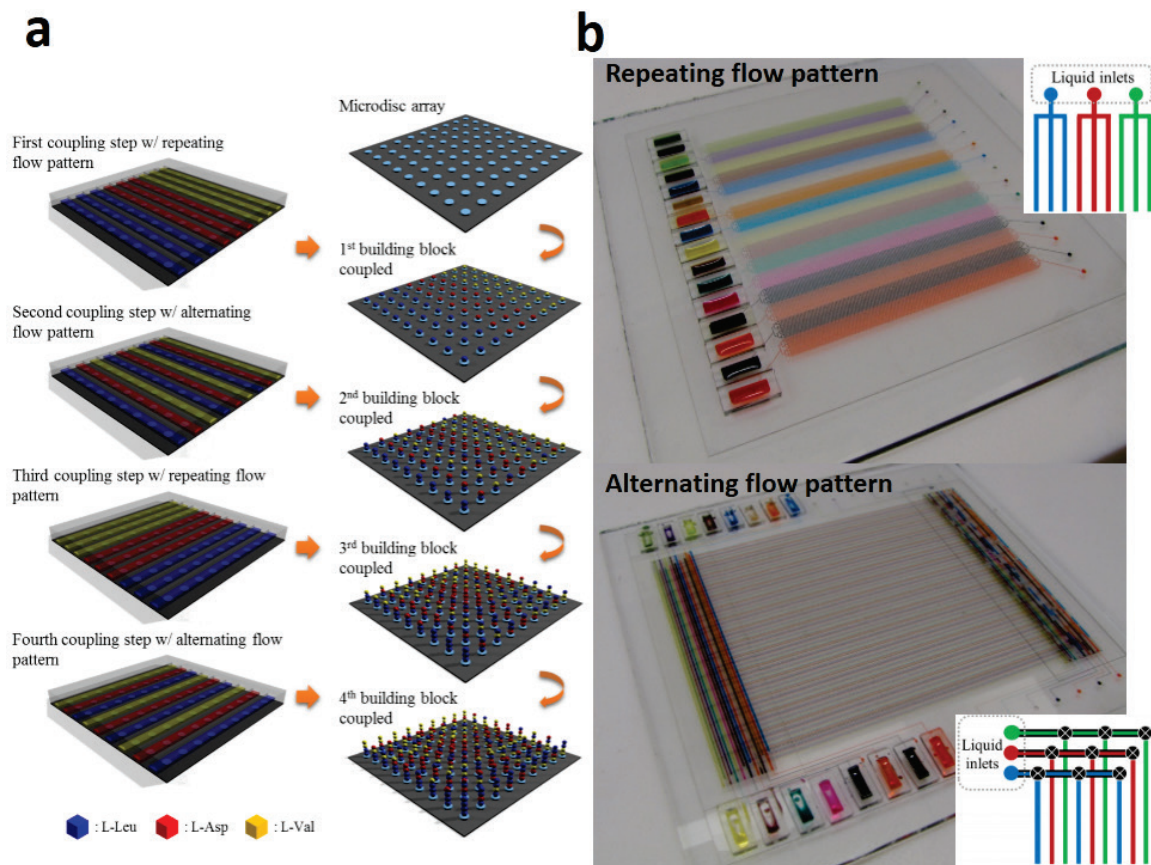 a
First coupling step w/ repeating
flow pattern
Second coupling step w/ alternating
flow pattern
Third coupling step w/ repeating flow
pattern
Fourth coupling step w/ alternating flow
pattern
Microdisc array
1st building block
coupled
2nd building block
coupled
3rd building block
coupled
4th building block
coupled
: L-Leu
: L-Asp
: L-Val
b
Repeating flow pattern
Liquid inlets
Alternating flow pattern
Liquid
inlets